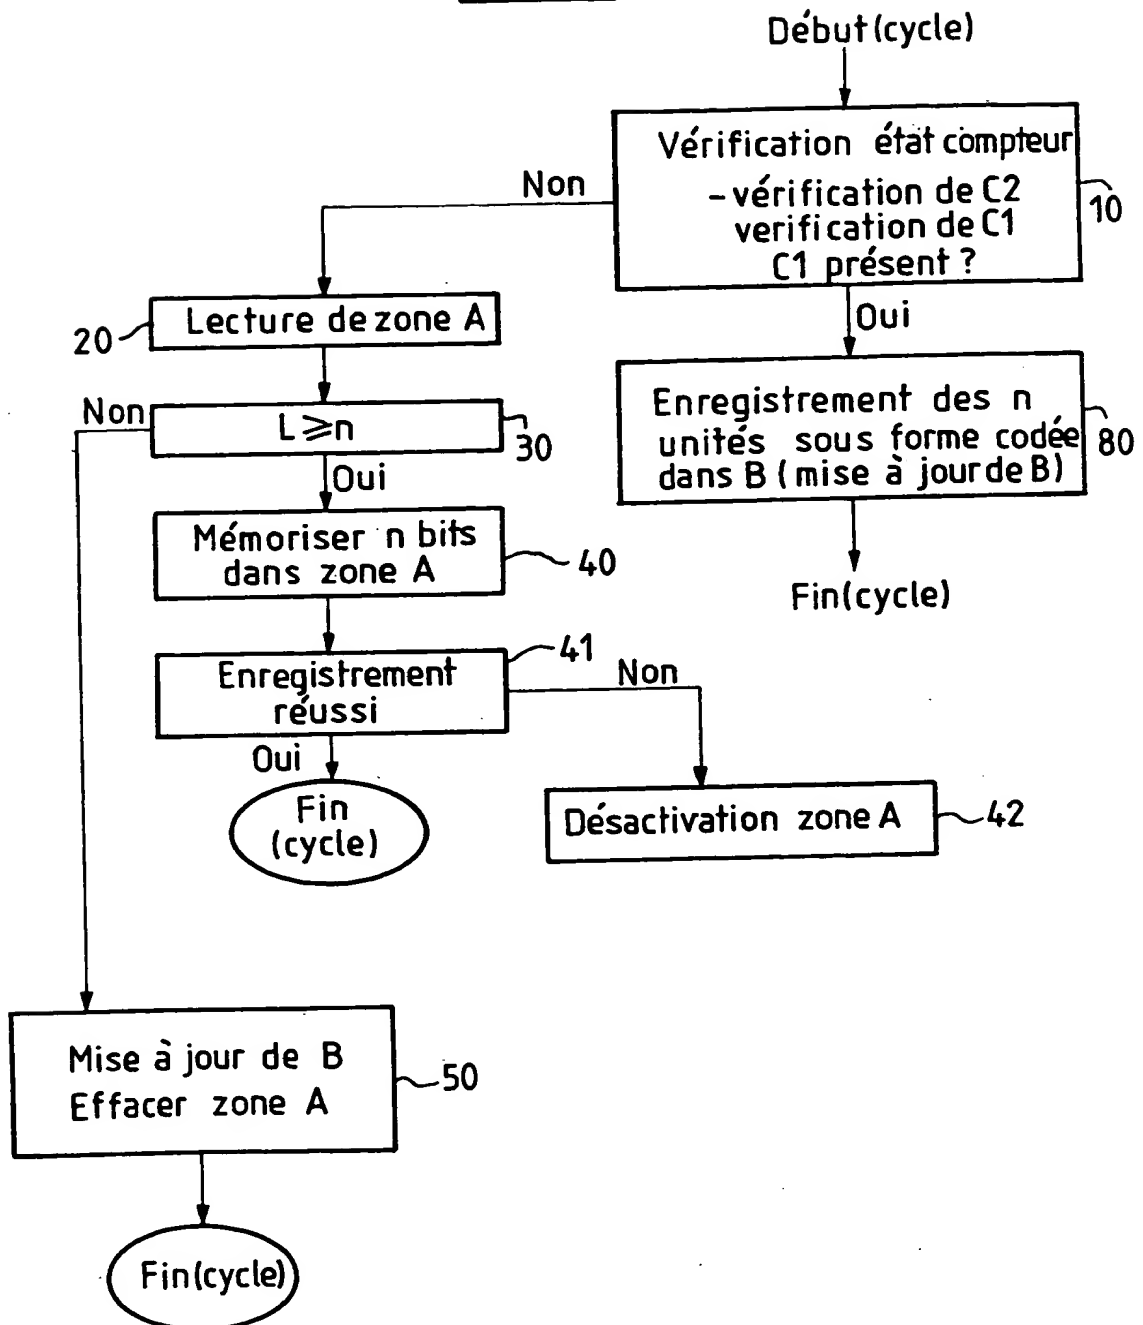 Début (cycle)
Vérification état compteur
- vérification de C2
verification de C1
C1 présent ?
10
Non
Oui
Lecture de zone A
20
Non
L ⩾ n
30
Oui
Enregistrement des n
unités sous forme codée
dans B ( mise à jour de B )
80
Mémoriser n bits
dans zone A
40
Fin(cycle)
Enregistrement
réussi
41
Non
Oui
Fin
(cycle)
Désactivation zone A
42
Mise à jour de B
Effacer zone A
50
Fin(cycle)